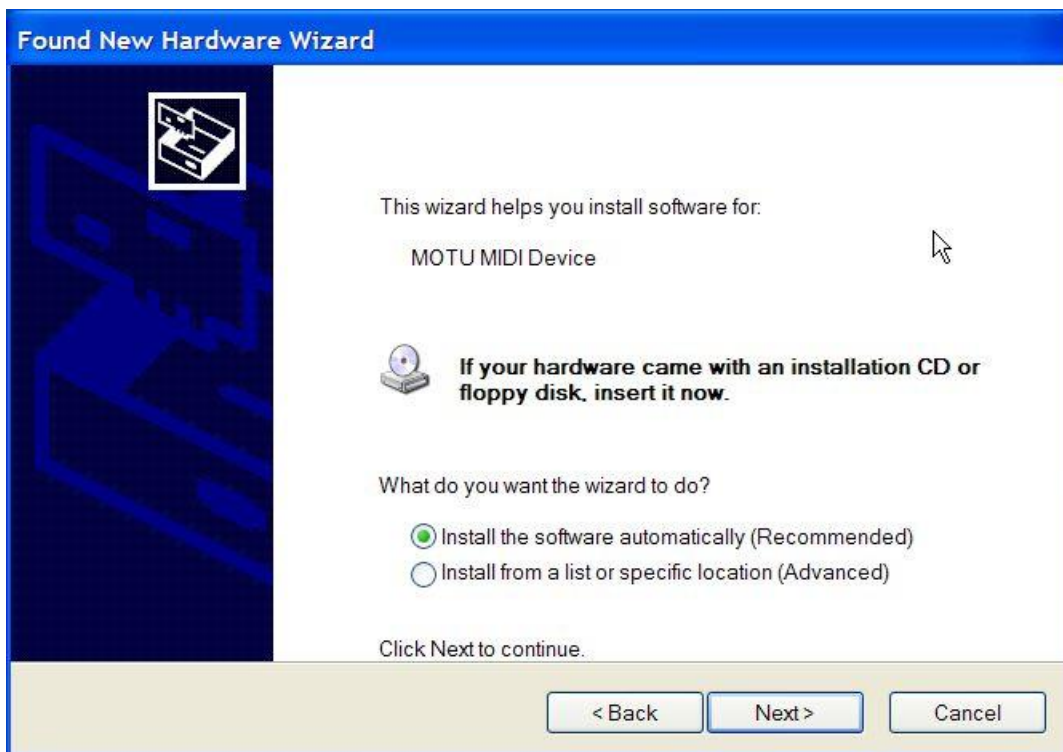 Found New Hardware Wizard
This wizard helps you install software for:
MOTU MIDI Device
If your hardware came with an installation CD or
floppy disk, insert it now.
What do you want the wizard to do?
Install the software automatically (Recommended)
Install from a list or specific location (Advanced)
Click Next to continue.
< Back
Next >
Cancel